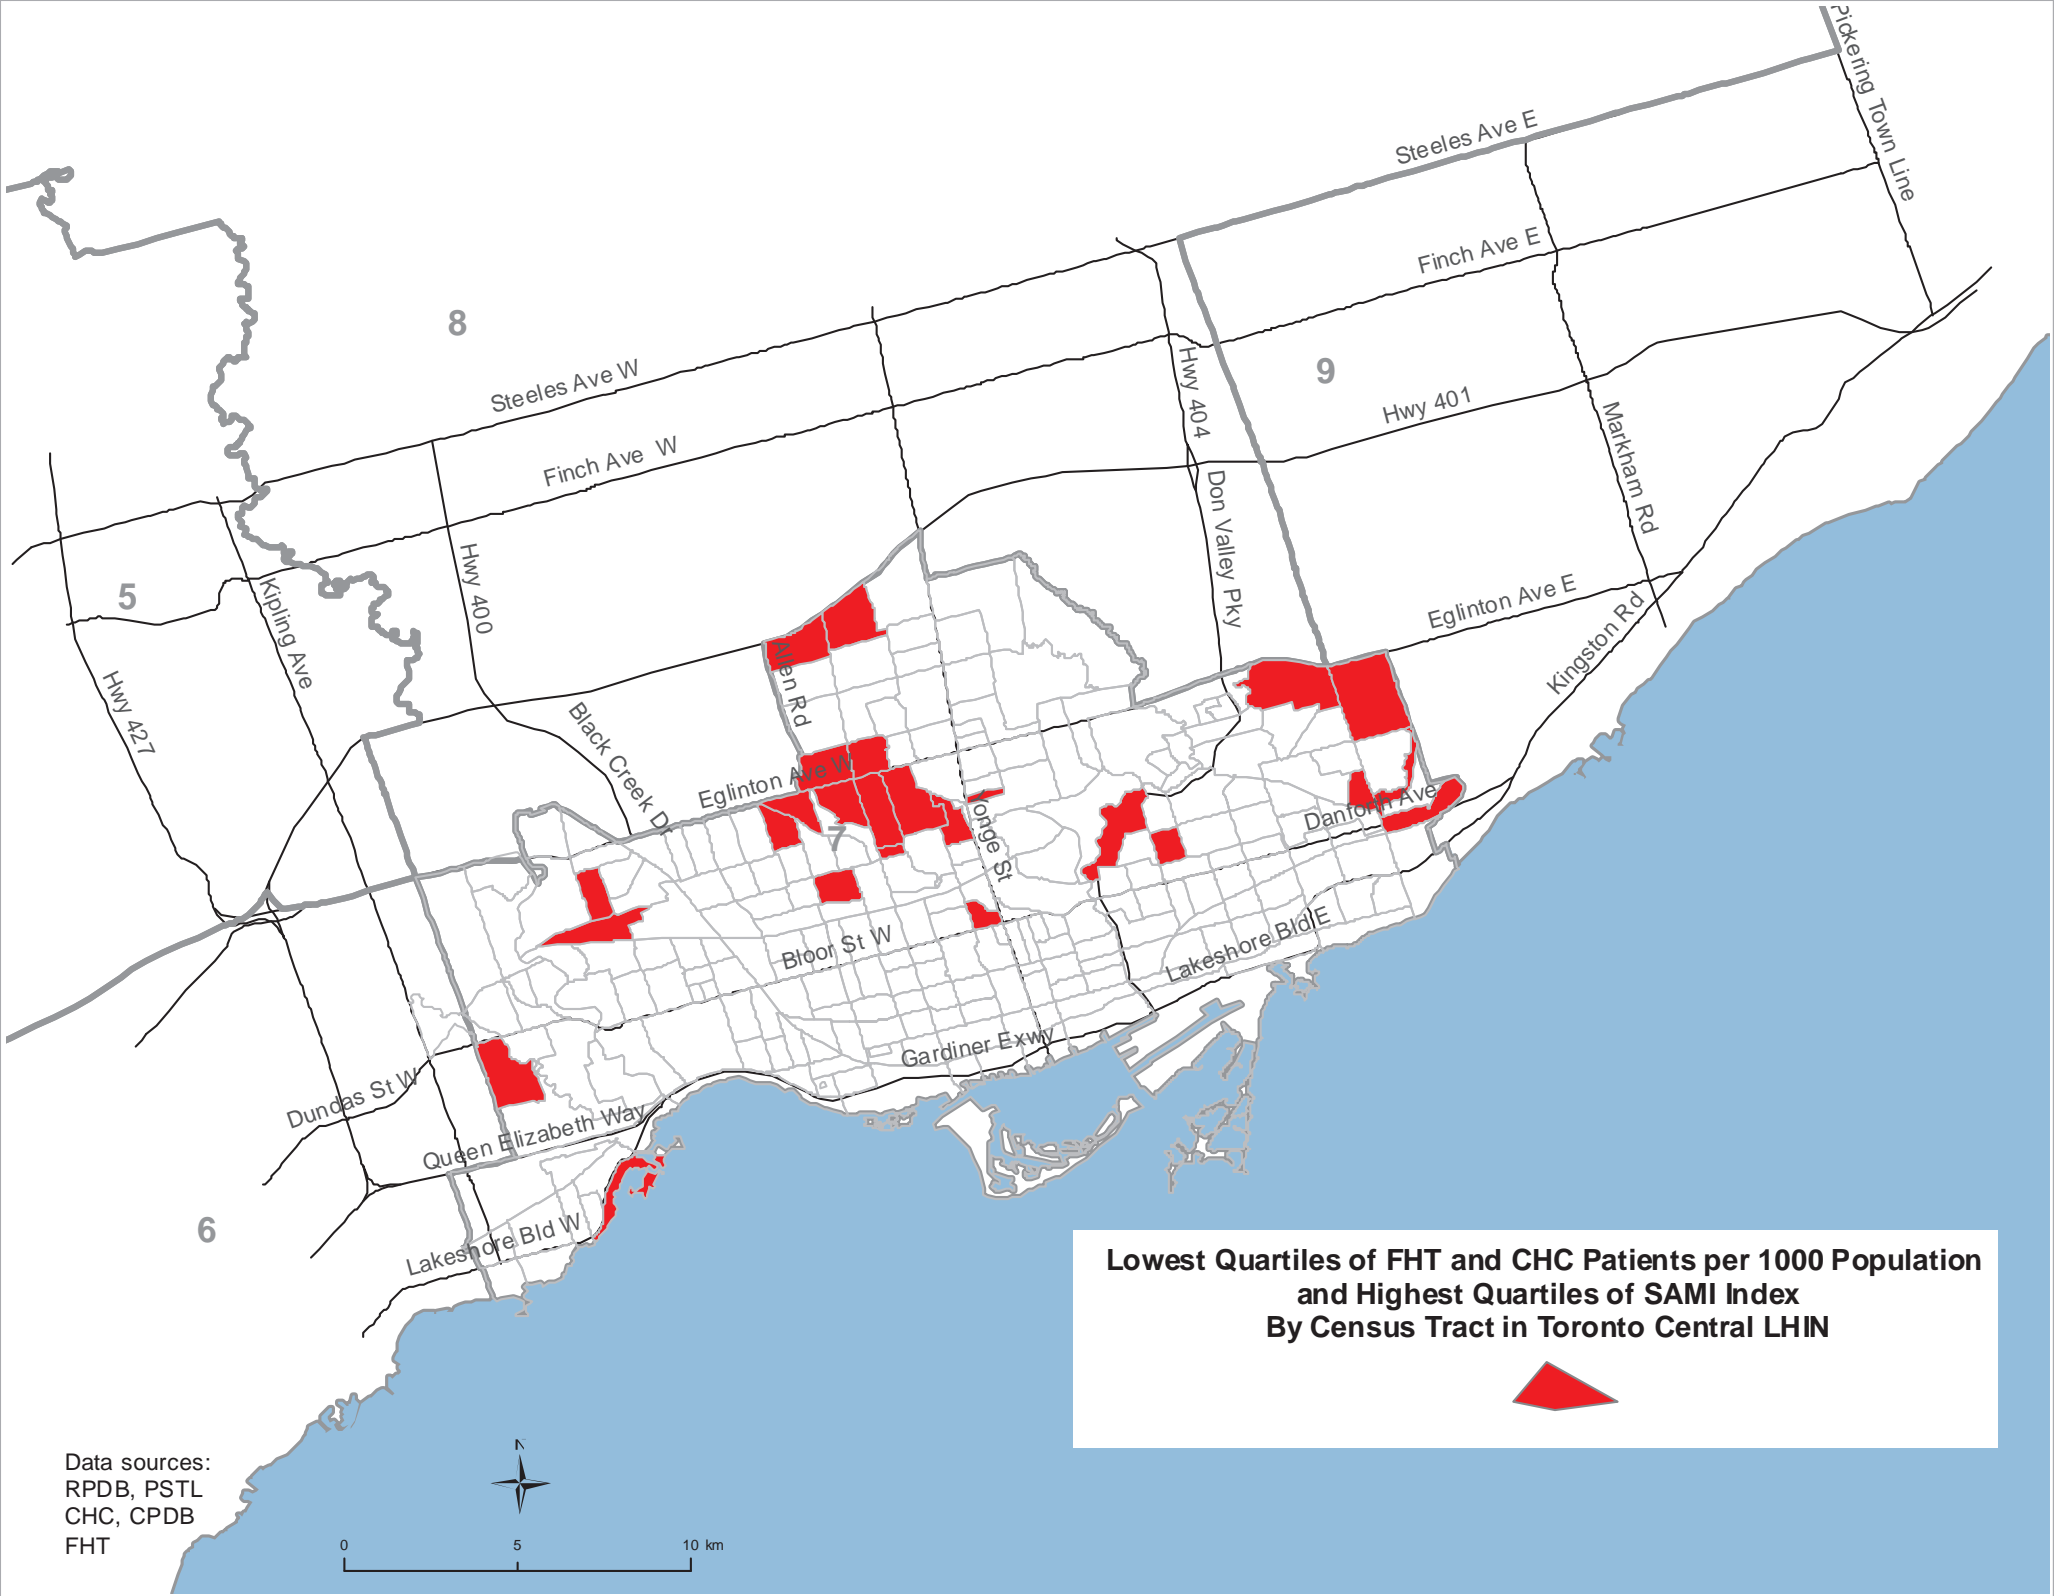 Pickering Town Line
Steeles Ave E
Finch Ave E
8
9
Steeles Ave W
Hwy 404
Hwy 401
Markham Rd
Finch Ave W
Don Valley Pky
Hwy 400
5
Kipling Ave
Eglinton Ave E
Kingston Rd
Hwy 427
Allen Rd
Black Creek Dr
Eglinton Ave W
Yonge St
Danforth Ave
7
Bloor St W
Lakeshore Bld E
Gardiner Exwy
Dundas St W
Queen Elizabeth Way
6
Lakeshore Bld W
Lowest Quartiles of FHT and CHC Patients per 1000 Population
and Highest Quartiles of SAMI Index
By Census Tract in Toronto Central LHIN
Data sources:
RPDB, PSTL
CHC, CPDB
FHT
N
0 5 10 km